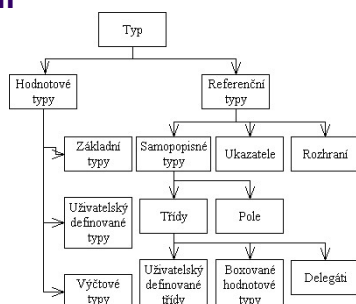 Typ
Hodnotové
typy
Referenční
typy
Základní
typy
Samopopisné
typy
Ukazatele
Rozhraní
Uživatelský
definované
typy
Třídy
Pole
Výčtové
typy
Uživatelský
definované
třídy
Boxované
hodnotové
typy
Delegáti